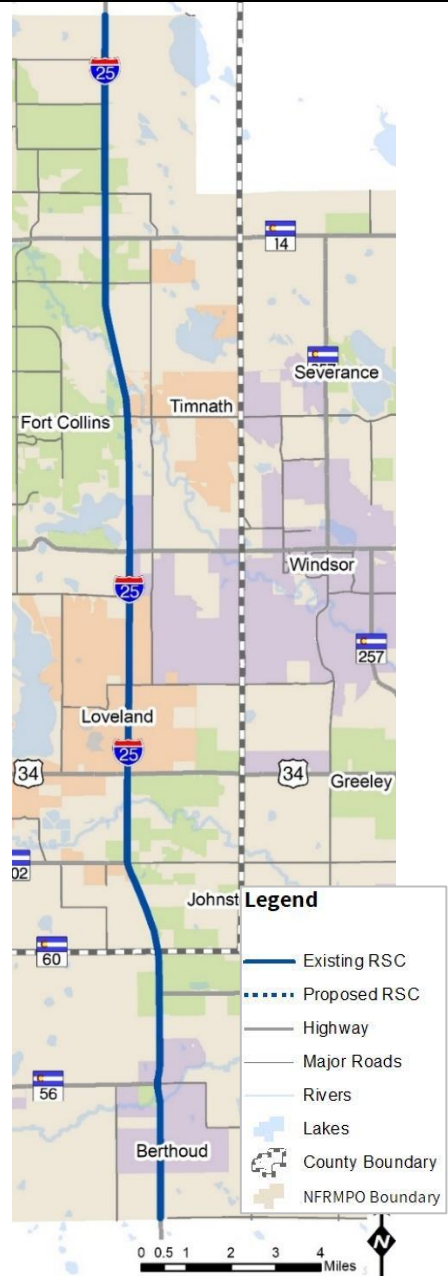 25
25
14
Severance
Timnath
Fort Collins
Windsor
25
257
Loveland
25
34
34
Greeley
02
Johnst
60
56
Berthoud
Legend
Existing RSC
Proposed RSC
Highway
Major Roads
Rivers
Lakes
County Boundary
NFRMPO Boundary
N
0 0.5 1 2 3 4
Miles